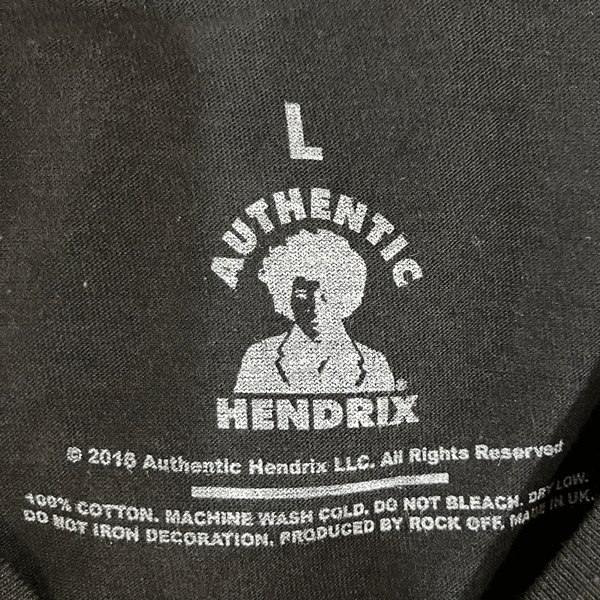 L
AUTHENTIC
HENDRIX®
© 2016 Authentic Hendrix LLC. All Rights Reserved
100% COTTON. MACHINE WASH COLD. DO NOT BLEACH. DRY LOW.
DO NOT IRON DECORATION. PRODUCED BY ROCK OFF. MADE IN UK.